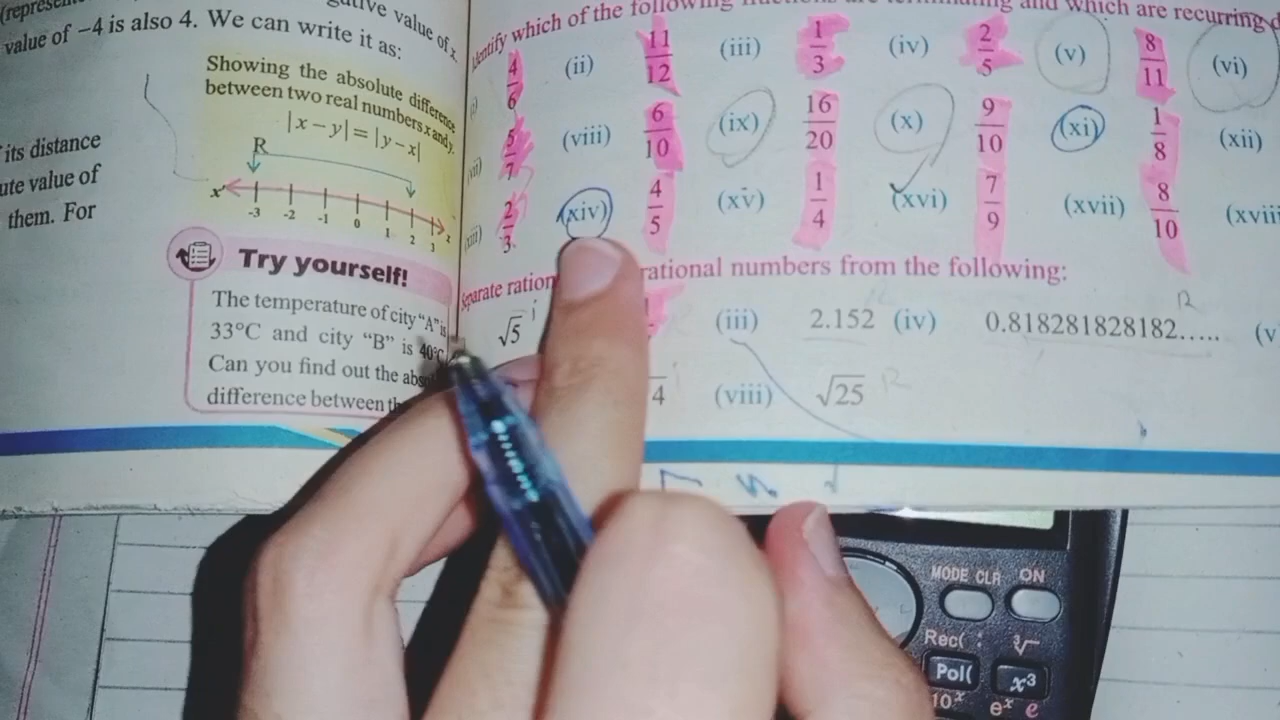 value of
value of −4 is also 4. We can write it as:
Showing the absolute difference
between two real numbers x and y.
|x − y| = |y − x|
R
-3 -2 -1 0 1 2 3
its distance
value of
them. For
Try yourself!
The temperature of city “A” is
33°C and city “B” is 40°C
Can you find out the
difference between
which of the following and which are recurring
4/6 (ii) 11/12 (iii) 1/3 (iv) 2/5 (v) 8/11 (vi)
5/7 (viii) 6/10 (ix) 16/20 (x) 9/10 (xi) 1/8 (xii)
2/3 (xiv) 4/5 (xv) 1/4 (xvi) 7/9 (xvii) 8/10
numbers from the following:
√5 (iii) 2.152 (iv) 0.818281828182.....
R
4 (viii) √25 R
MODE CLR ON
Rec( : ³√
Pol( x³
10ˣ eˣ e